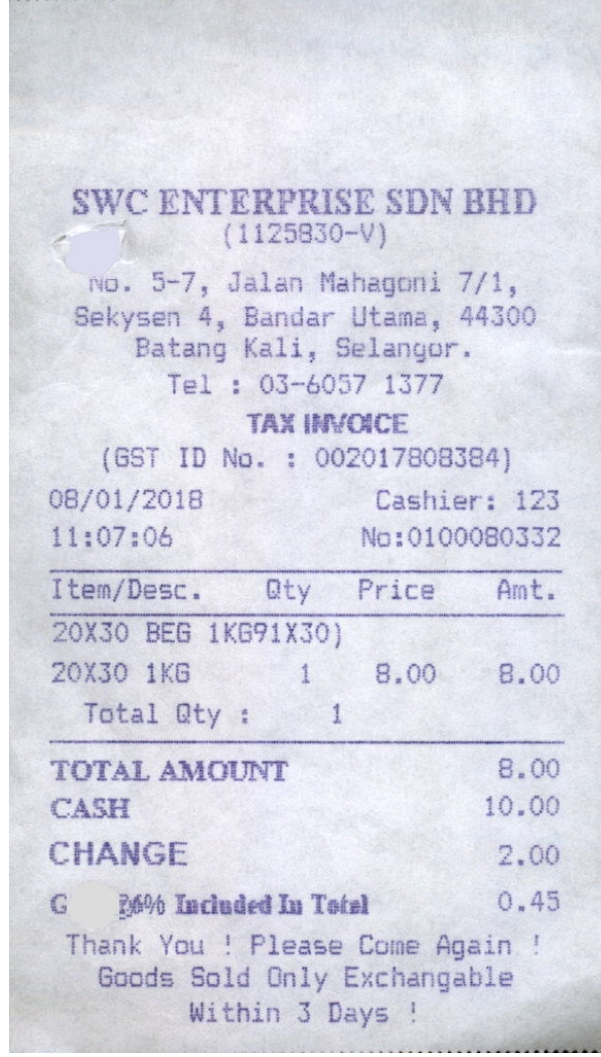 SWC ENTERPRISE SDN BHD
(1125830-V)
No. 5-7, Jalan Mahagoni 7/1,
Sekysen 4, Bandar Utama, 44300
Batang Kali, Selangor.
Tel : 03-6057 1377
TAX INVOICE
(GST ID No. : 002017808384)
08/01/2018 Cashier: 123
11:07:06 No:0100080332
Item/Desc. Qty Price Amt.
20X30 BEG 1KG91X30)
20X30 1KG 1 8.00 8.00
Total Qty : 1
TOTAL AMOUNT 8.00
CASH 10.00
CHANGE 2.00
6% Included In Total 0.45
Thank You ! Please Come Again !
Goods Sold Only Exchangable
Within 3 Days !